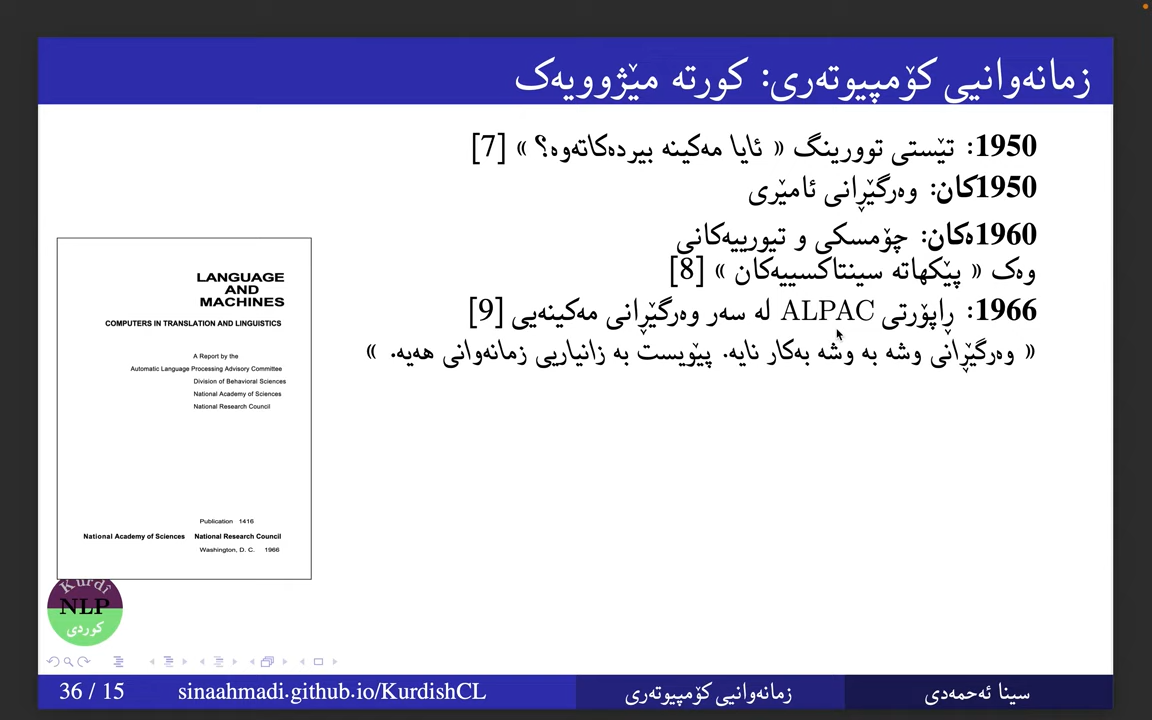 زمانەوانیی کۆمپیوتەری: کورتە مێژوویەک
1950: تێستی توورینگ « ئایا مەکینە بیردەکاتەوە؟ » [7]
1950کان: وەرگێڕانی ئامێری
1960ەکان: چۆمسکی و تیورییەکانی
وەک « پێکهاتە سینتاکسییەکان » [8]
1966: ڕاپۆرتی ALPAC لە سەر وەرگێڕانی مەکینەیی [9]
« وەرگێڕانی وشە بە وشە بەکار نایە. پێویست بە زانیاریی زمانەوانی هەیە. »
LANGUAGE
AND
MACHINES
COMPUTERS IN TRANSLATION AND LINGUISTICS
A Report by the
Automatic Language Processing Advisory Committee
Division of Behavioral Sciences
National Academy of Sciences
National Research Council
Publication 1416
National Academy of Sciences National Research Council
Washington, D. C. 1966
Kurdî
NLP
کوردی
سینا ئەحمەدی
زمانەوانیی کۆمپیوتەری
sinaahmadi.github.io/KurdishCL
36 / 15